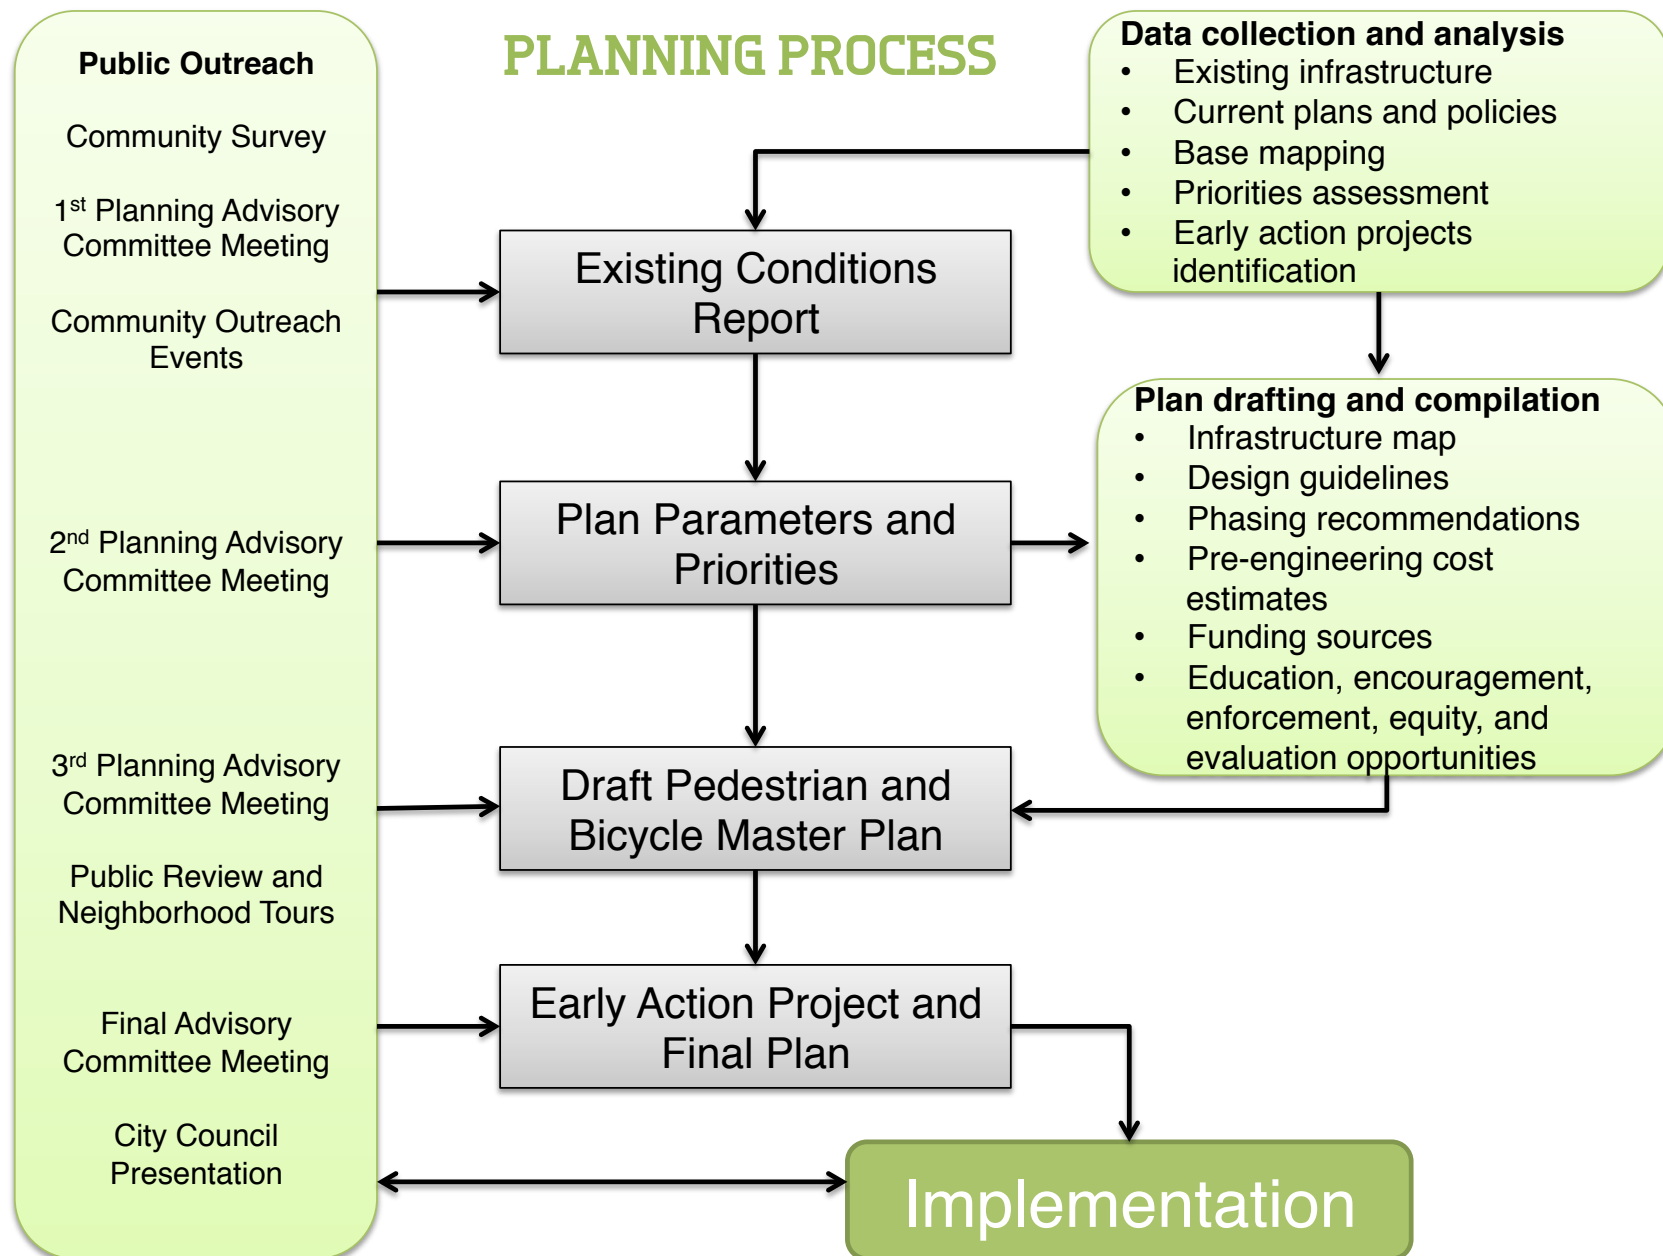 PLANNING PROCESS
Public Outreach
Community Survey
1st Planning Advisory
Committee Meeting
Community Outreach
Events
2nd Planning Advisory
Committee Meeting
3rd Planning Advisory
Committee Meeting
Public Review and
Neighborhood Tours
Final Advisory
Committee Meeting
City Council
Presentation
Existing Conditions
Report
Plan Parameters and
Priorities
Draft Pedestrian and
Bicycle Master Plan
Early Action Project and
Final Plan
Data collection and analysis
• Existing infrastructure
• Current plans and policies
• Base mapping
• Priorities assessment
• Early action projects
identification
Plan drafting and compilation
• Infrastructure map
• Design guidelines
• Phasing recommendations
• Pre-engineering cost
estimates
• Funding sources
• Education, encouragement,
enforcement, equity, and
evaluation opportunities
Implementation